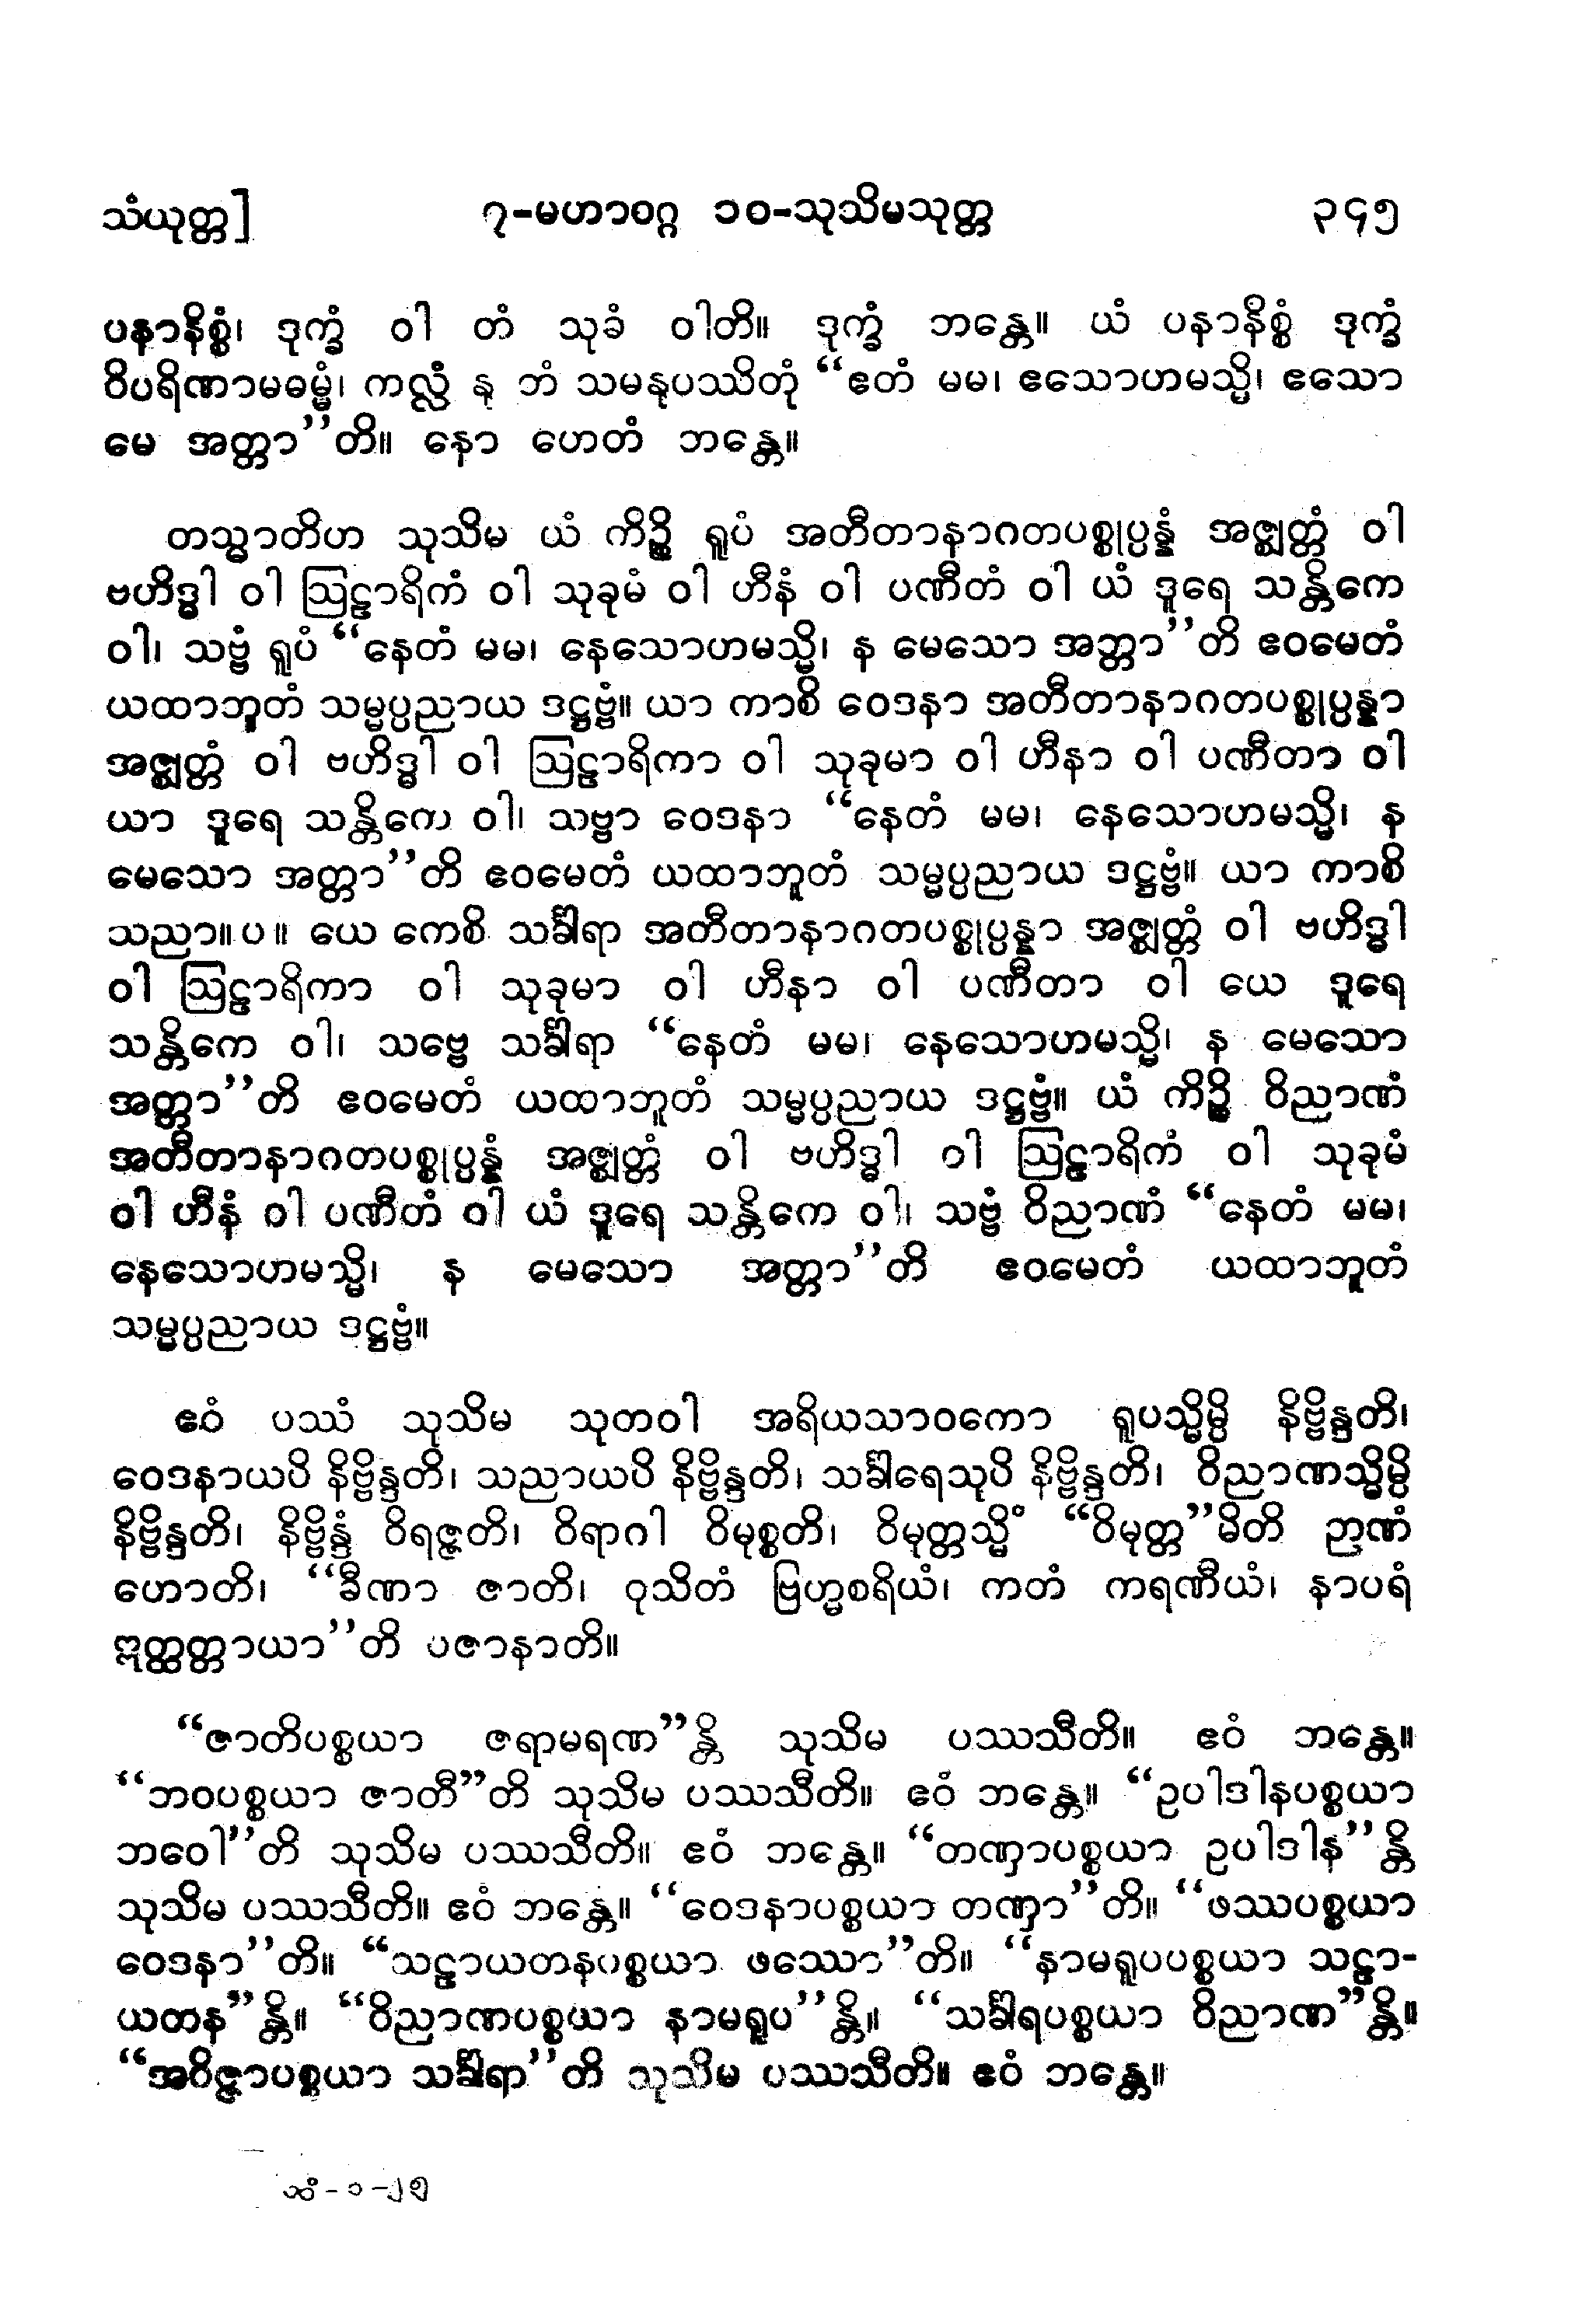 သံယုတ္တ]
၇-မဟာဝဂ္ဂ ၁၀-သုသိမသုတ္တ
၃၄၅
ပနာနိစ္စံ၊ ဒုက္ခံ ဝါ တံ သုခံ ဝါတိ။ ဒုက္ခံ ဘန္တေ။ ယံ ပနာနိစ္စံ ဒုက္ခံ
ဝိပရိဏာမဓမ္မံ၊ ကလ္လံ နု တံ သမနုပဿိတုံ “ဧတံ မမ၊ ဧသောဟမသ္မိ၊ ဧသော
မေ အတ္တာ”တိ။ နော ဟေတံ ဘန္တေ။
တသ္မာတိဟ သုသိမ ယံ ကိဉ္စိ ရူပံ အတီတာနာဂတပစ္စုပ္ပန္နံ အဇ္ဈတ္တံ ဝါ
ဗဟိဒ္ဓါ ဝါ ဩဠာရိကံ ဝါ သုခုမံ ဝါ ဟီနံ ဝါ ပဏီတံ ဝါ ယံ ဒူရေ သန္တိကေ
ဝါ၊ သဗ္ဗံ ရူပံ “နေတံ မမ၊ နေသောဟမသ္မိ၊ န မေသော အတ္တာ”တိ ဧဝမေတံ
ယထာဘူတံ သမ္မပ္ပညာယ ဒဋ္ဌဗ္ဗံ။ ယာ ကာစိ ဝေဒနာ အတီတာနာဂတပစ္စုပ္ပန္နာ
အဇ္ဈတ္တံ ဝါ ဗဟိဒ္ဓါ ဝါ ဩဠာရိကာ ဝါ သုခုမာ ဝါ ဟီနာ ဝါ ပဏီတာ ဝါ
ယာ ဒူရေ သန္တိကေ ဝါ၊ သဗ္ဗာ ဝေဒနာ “နေတံ မမ၊ နေသောဟမသ္မိ၊ န
မေသော အတ္တာ”တိ ဧဝမေတံ ယထာဘူတံ သမ္မပ္ပညာယ ဒဋ္ဌဗ္ဗံ။ ယာ ကာစိ
သညာ။ပ။ ယေ ကေစိ သင်္ခါရာ အတီတာနာဂတပစ္စုပ္ပန္နာ အဇ္ဈတ္တံ ဝါ ဗဟိဒ္ဓါ
ဝါ ဩဠာရိကာ ဝါ သုခုမာ ဝါ ဟီနာ ဝါ ပဏီတာ ဝါ ယေ ဒူရေ
သန္တိကေ ဝါ၊ သဗ္ဗေ သင်္ခါရာ “နေတံ မမ၊ နေသောဟမသ္မိ၊ န မေသော
အတ္တာ”တိ ဧဝမေတံ ယထာဘူတံ သမ္မပ္ပညာယ ဒဋ္ဌဗ္ဗံ။ ယံ ကိဉ္စိ ဝိညာဏံ
အတီတာနာဂတပစ္စုပ္ပန္နံ အဇ္ဈတ္တံ ဝါ ဗဟိဒ္ဓါ ဝါ ဩဠာရိကံ ဝါ သုခုမံ
ဝါ ဟီနံ ဝါ ပဏီတံ ဝါ ယံ ဒူရေ သန္တိကေ ဝါ၊ သဗ္ဗံ ဝိညာဏံ “နေတံ မမ၊
နေသောဟမသ္မိ၊ န မေသော အတ္တာ”တိ ဧဝမေတံ ယထာဘူတံ
သမ္မပ္ပညာယ ဒဋ္ဌဗ္ဗံ။
ဧဝံ ပဿံ သုသိမ သုတဝါ အရိယသာဝကော ရူပသ္မိမ္ပိ နိဗ္ဗိန္ဒတိ၊
ဝေဒနာယပိ နိဗ္ဗိန္ဒတိ၊ သညာယပိ နိဗ္ဗိန္ဒတိ၊ သင်္ခါရေသုပိ နိဗ္ဗိန္ဒတိ၊ ဝိညာဏသ္မိမ္ပိ
နိဗ္ဗိန္ဒတိ၊ နိဗ္ဗိန္ဒံ ဝိရဇ္ဇတိ၊ ဝိရာဂါ ဝိမုစ္စတိ၊ ဝိမုတ္တသ္မိံ “ဝိမုတ္တ”မိတိ ဉာဏံ
ဟောတိ၊ “ခီဏာ ဇာတိ၊ ဝုသိတံ ဗြဟ္မစရိယံ၊ ကတံ ကရဏီယံ၊ နာပရံ
ဣတ္ထတ္တာယာ”တိ ပဇာနာတိ။
“ဇာတိပစ္စယာ ဇရာမရဏ”န္တိ သုသိမ ပဿသီတိ။ ဧဝံ ဘန္တေ။
“ဘဝပစ္စယာ ဇာတီ”တိ သုသိမ ပဿသီတိ။ ဧဝံ ဘန္တေ။ “ဥပါဒါနပစ္စယာ
ဘဝေါ”တိ သုသိမ ပဿသီတိ။ ဧဝံ ဘန္တေ။ “တဏှာပစ္စယာ ဥပါဒါန”န္တိ
သုသိမ ပဿသီတိ။ ဧဝံ ဘန္တေ။ “ဝေဒနာပစ္စယာ တဏှာ”တိ။ “ဖဿပစ္စယာ
ဝေဒနာ”တိ။ “သဠာယတနပစ္စယာ ဖဿော”တိ။ “နာမရူပပစ္စယာ သဠာ-
ယတန”န္တိ။ “ဝိညာဏပစ္စယာ နာမရူပ”န္တိ။ “သင်္ခါရပစ္စယာ ဝိညာဏ”န္တိ။
“အဝိဇ္ဇာပစ္စယာ သင်္ခါရာ”တိ သုသိမ ပဿသီတိ။ ဧဝံ ဘန္တေ။
သံ-၁-၂၅